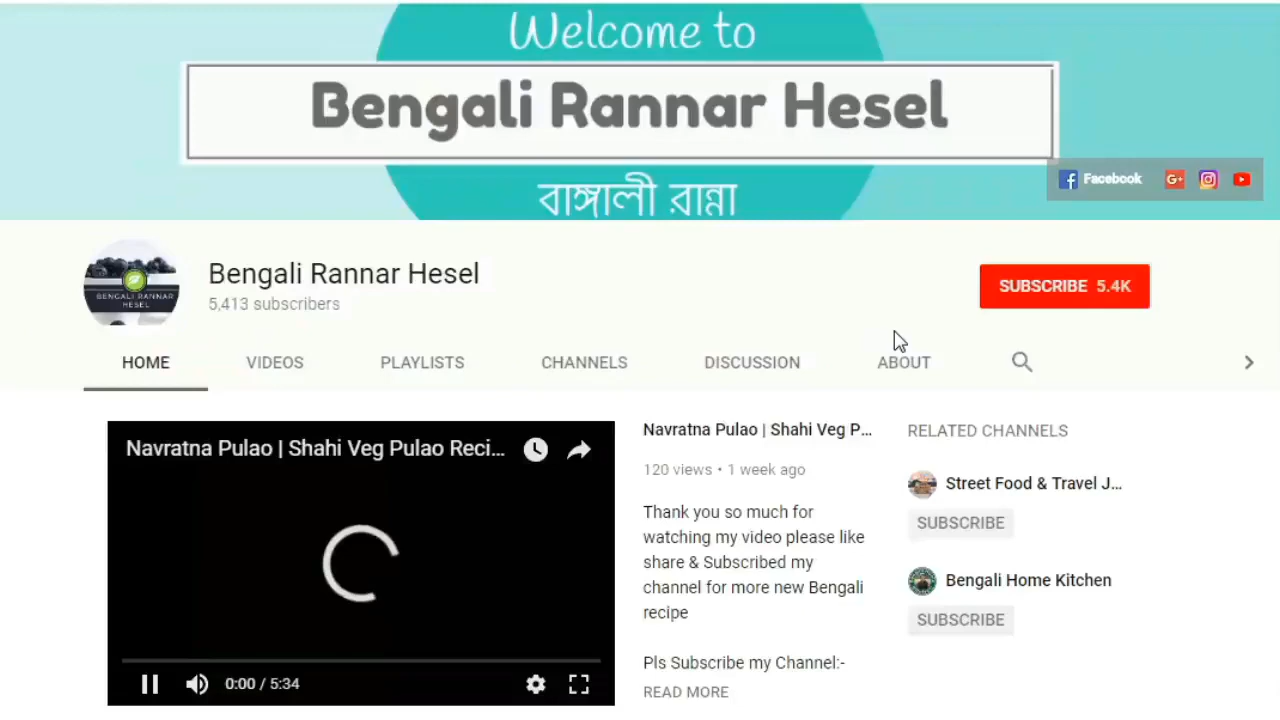 Welcome to
Bengali Rannar Hesel
বাঙ্গালী রান্না
Facebook
G+
BENGALI RANNAR
HESEL
Bengali Rannar Hesel
5,413 subscribers
SUBSCRIBE 5.4K
HOME VIDEOS PLAYLISTS CHANNELS DISCUSSION ABOUT
Navratna Pulao | Shahi Veg Pulao Reci...
0:00 / 5:34
Navratna Pulao | Shahi Veg P...
120 views • 1 week ago
Thank you so much for
watching my video please like
share & Subscribed my
channel for more new Bengali
recipe
Pls Subscribe my Channel:-
READ MORE
RELATED CHANNELS
Street Food & Travel J...
SUBSCRIBE
Bengali Home Kitchen
SUBSCRIBE